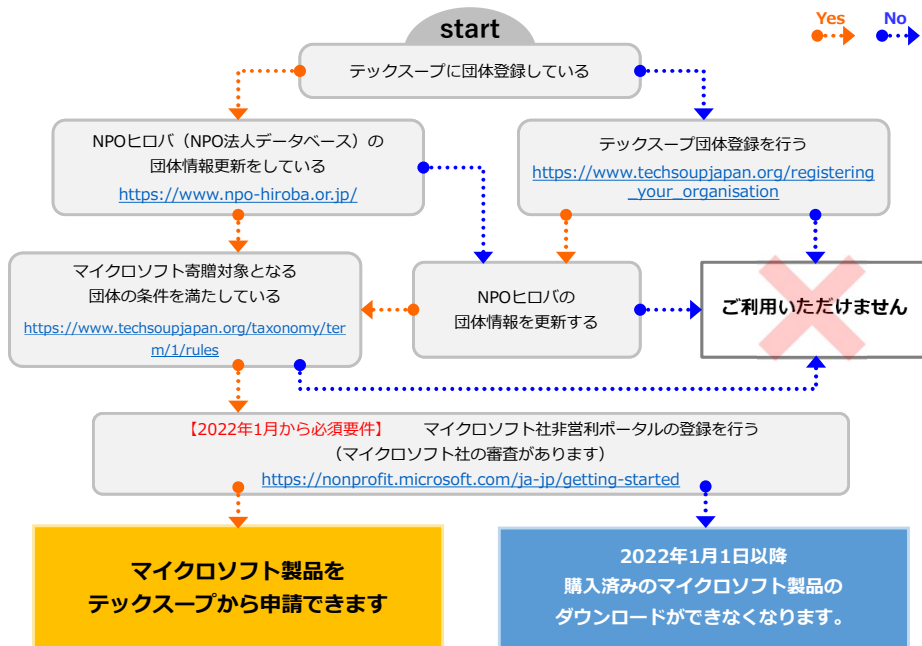 start
Yes
No
テックスープに団体登録している
NPOヒロバ（NPO法人データベース）の
団体情報更新をしている
https://www.npo-hiroba.or.jp/
テックスープ団体登録を行う
https://www.techsoupjapan.org/registering
_your_organisation
マイクロソフト寄贈対象となる
団体の条件を満たしている
https://www.techsoupjapan.org/taxonomy/ter
m/1/rules
NPOヒロバの
団体情報を更新する
ご利用いただけません
【2022年1月から必須要件】 マイクロソフト社非営利ポータルの登録を行う
（マイクロソフト社の審査があります）
https://nonprofit.microsoft.com/ja-jp/getting-started
マイクロソフト製品を
テックスープから申請できます
2022年1月1日以降
購入済みのマイクロソフト製品の
ダウンロードができなくなります。